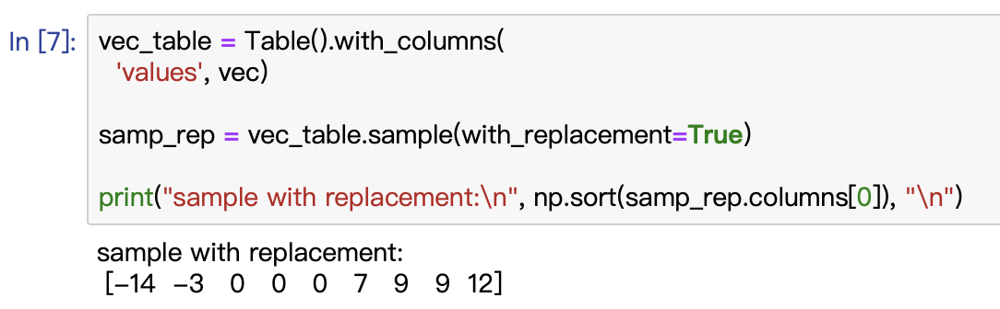 In [7]: vec_table = Table().with_columns(
'values', vec)
samp_rep = vec_table.sample(with_replacement=True)
print("sample with replacement:\n", np.sort(samp_rep.columns[0]), "\n")
sample with replacement:
[−14 −3 0 0 0 7 9 9 12]